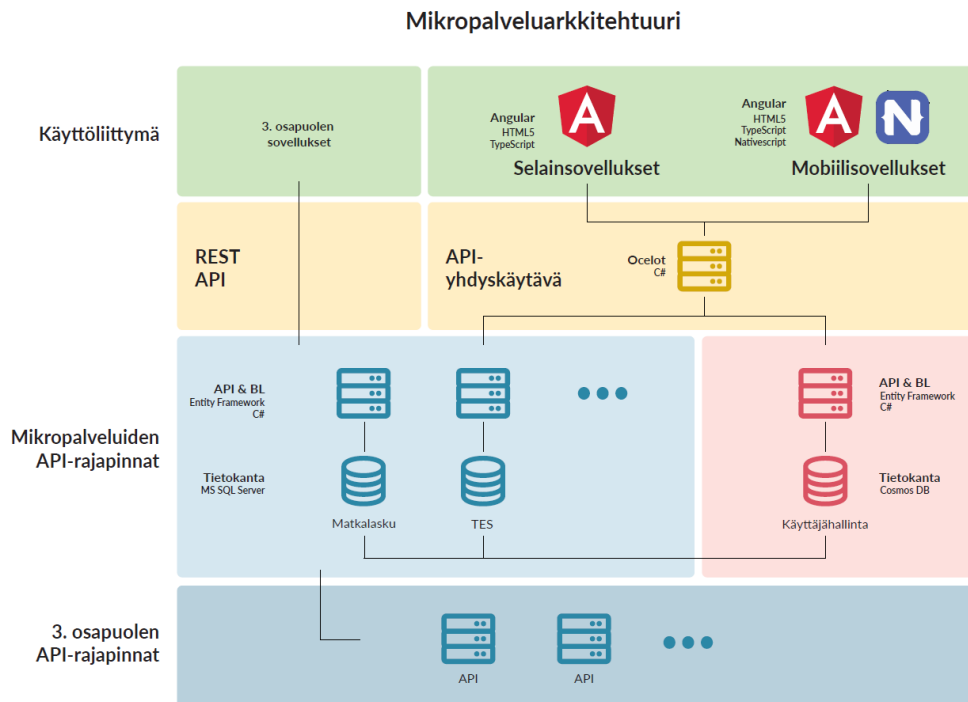 Mikropalveluarkkitehtuuri
Käyttöliittymä
3. osapuolen
sovellukset
Angular
HTML5
TypeScript
Selainsovellukset
Angular
HTML5
TypeScript
Nativescript
Mobiilisovellukset
REST
API
API-
yhdyskäytävä
Ocelot
C#
Mikropalveluiden
API-rajapinnat
API & BL
Entity Framework
C#
Tietokanta
MS SQL Server
Matkalasku
TES
API & BL
Entity Framework
C#
Tietokanta
Cosmos DB
Käyttäjähallinta
3. osapuolen
API-rajapinnat
API
API